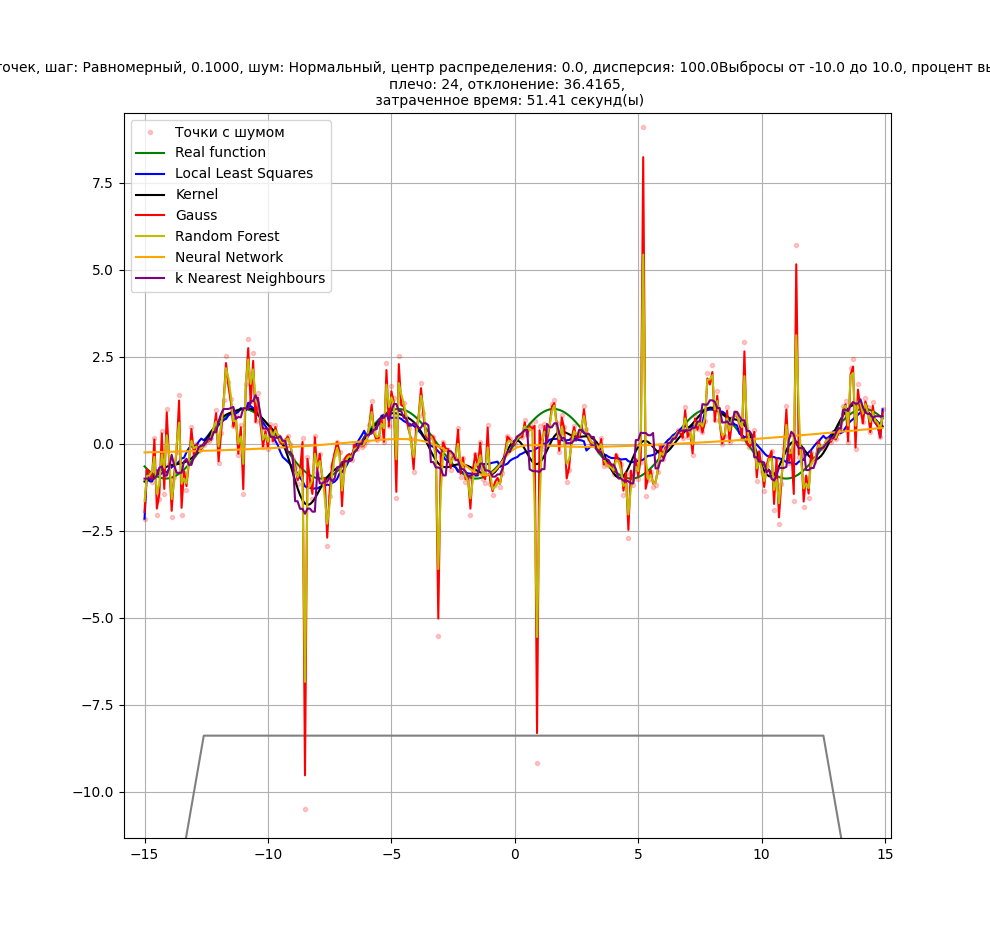 шаг: Равномерный, 0.1000, шум: Нормальный, центр распределения: 0.0, дисперсия: 100.0Выбросы от -10.0 до 10.0, процент
плечо: 24, отклонение: 36.4165,
затраченное время: 51.41 секунд(ы)
Точки с шумом
Real function
Local Least Squares
Kernel
Gauss
Random Forest
Neural Network
k Nearest Neighbours
7.5
5.0
2.5
0.0
−2.5
−5.0
−7.5
−10.0
−15
−10
−5
0
5
10
15